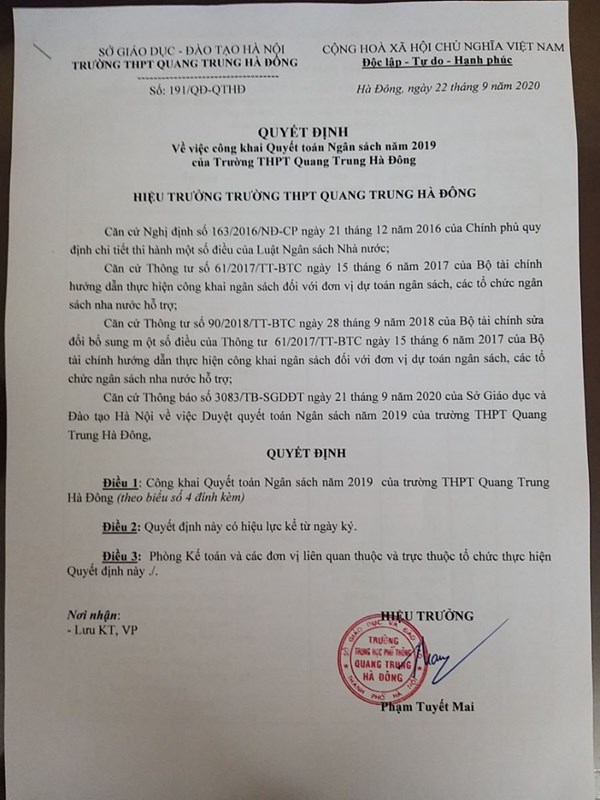 SỞ GIÁO DỤC - ĐÀO TẠO HÀ NỘI
TRƯỜNG THPT QUANG TRUNG HÀ ĐÔNG
Số: 191/QĐ-QTHĐ
CỘNG HOÀ XÃ HỘI CHỦ NGHĨA VIỆT NAM
Độc lập - Tự do - Hạnh phúc
Hà Đông, ngày 22 tháng 9 năm 2020
QUYẾT ĐỊNH
Về việc công khai Quyết toán Ngân sách năm 2019
của Trường THPT Quang Trung Hà Đông
HIỆU TRƯỞNG TRƯỜNG THPT QUANG TRUNG HÀ ĐÔNG
Căn cứ Nghị định số 163/2016/NĐ-CP ngày 21 tháng 12 năm 2016 của Chính phủ quy
định chi tiết thi hành một số điều của Luật Ngân sách Nhà nước;
Căn cứ Thông tư số 61/2017/TT-BTC ngày 15 tháng 6 năm 2017 của Bộ tài chính
hướng dẫn thực hiện công khai ngân sách đối với đơn vị dự toán ngân sách, các tổ chức ngân
sách nha nước hỗ trợ;
Căn cứ Thông tư số 90/2018/TT-BTC ngày 28 tháng 9 năm 2018 của Bộ tài chính sửa
đổi bổ sung m ột số điều của Thông tư 61/2017/TT-BTC ngày 15 tháng 6 năm 2017 của Bộ
tài chính hướng dẫn thực hiện công khai ngân sách đối với đơn vị dự toán ngân sách, các tổ
chức ngân sách nha nước hỗ trợ;
Căn cứ Thông báo số 3083/TB-SGDĐT ngày 21 tháng 9 năm 2020 của Sở Giáo dục và
Đào tạo Hà Nội về việc Duyệt quyết toán Ngân sách năm 2019 của trường THPT Quang
Trung Hà Đông,
QUYẾT ĐỊNH
Điều 1: Công khai Quyết toán Ngân sách năm 2019 của trường THPT Quang Trung
Hà Đông (theo biểu số 4 đính kèm)
Điều 2: Quyết định này có hiệu lực kể từ ngày ký.
Điều 3: Phòng Kế toán và các đơn vị liên quan thuộc và trực thuộc tổ chức thực hiện
Quyết định này ./.
Nơi nhận:
- Lưu KT, VP
HIỆU TRƯỞNG
SỞ GIÁO DỤC VÀ ĐÀO
TRƯỜNG
TRUNG HỌC PHỔ THÔNG
QUANG TRUNG
HÀ ĐÔNG
THÀNH PHỐ HÀ NỘI
Phạm Tuyết Mai